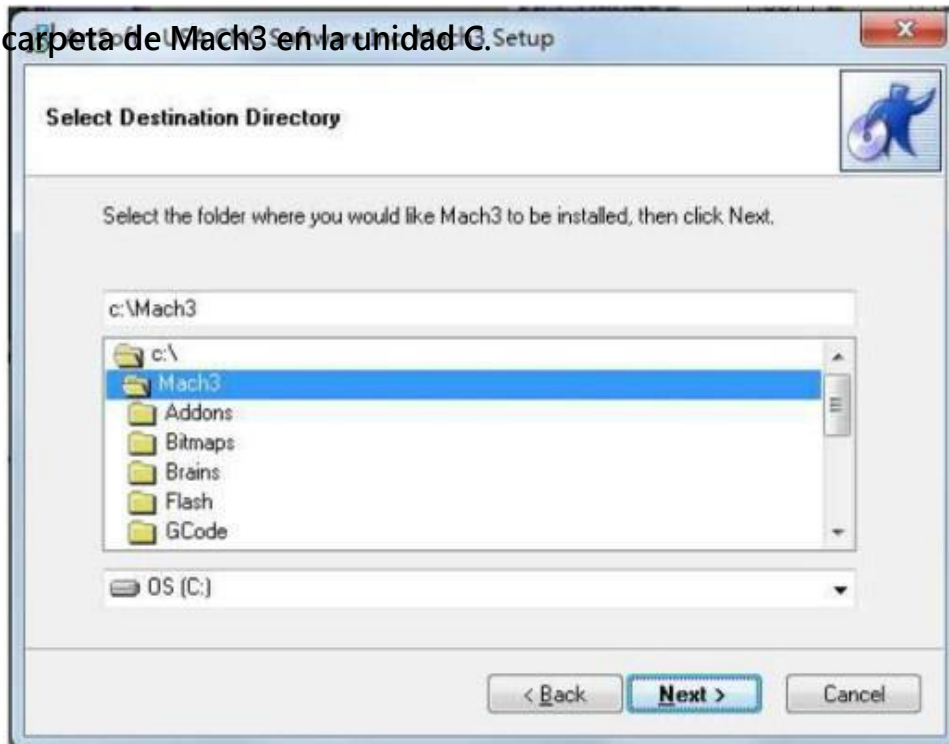 carpeta de Mach3 en la unidad C.
Setup
Select Destination Directory
Select the folder where you would like Mach3 to be installed, then click Next.
c:\Mach3
c:\
Mach3
Addons
Bitmaps
Brains
Flash
GCode
OS (C:)
< Back
Next >
Cancel